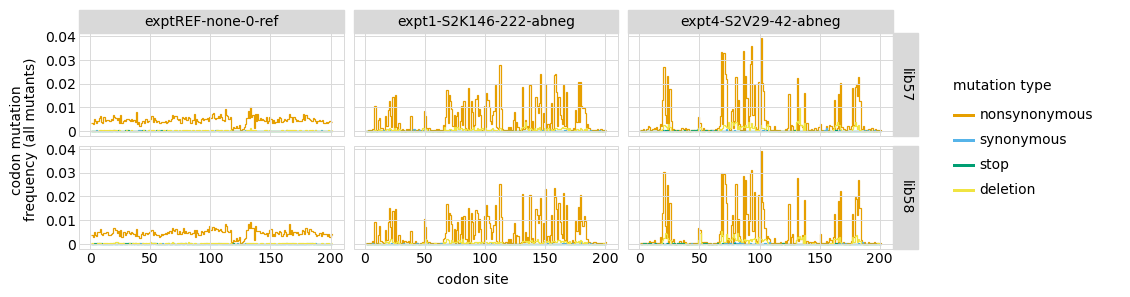 exptREF-none-0-ref
expt1-S2K146-222-abneg
expt4-S2V29-42-abneg
codon mutation
frequency (all mutants)
0.04
0.03
0.02
0.01
0
lib57
0.04
0.03
0.02
0.01
0
lib58
0 50 100 150 200
0 50 100 150 200
0 50 100 150 200
codon site
mutation type
nonsynonymous
synonymous
stop
deletion